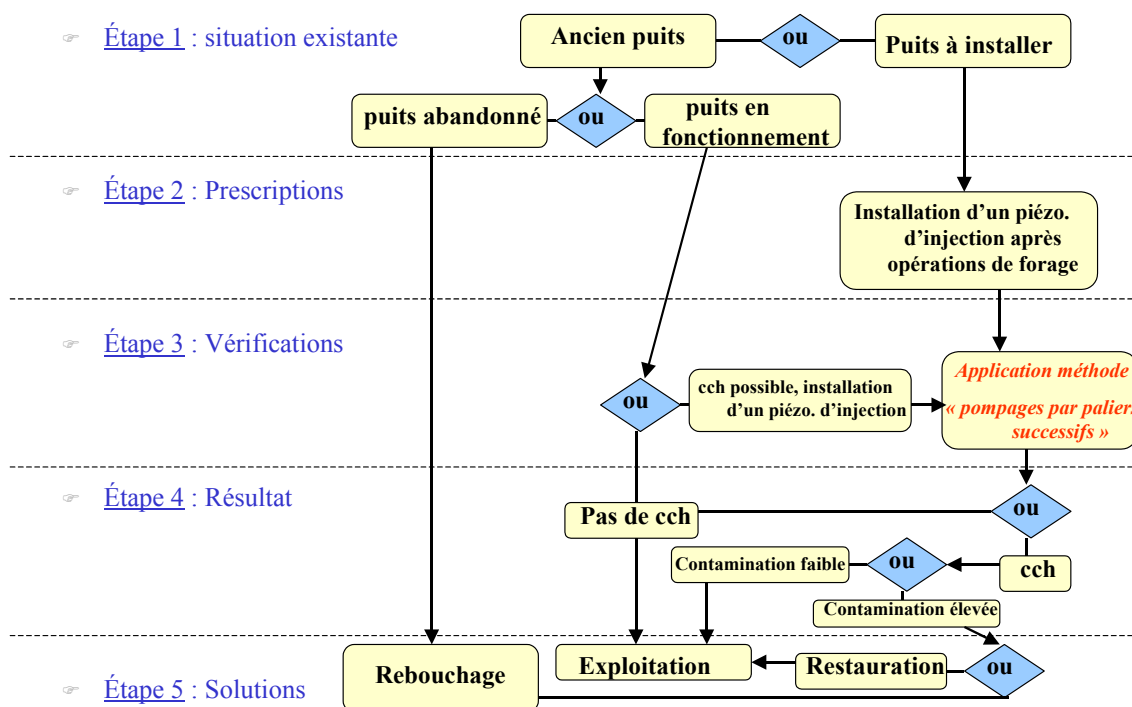 ☞ Étape 1 : situation existante
Ancien puits
ou
Puits à installer
puits abandonné
ou
puits en
fonctionnement
☞ Étape 2 : Prescriptions
Installation d’un piézo.
d’injection après
opérations de forage
☞ Étape 3 : Vérifications
ou
cch possible, installation
d’un piézo. d’injection
Application méthode
« pompages par paliers
successifs »
☞ Étape 4 : Résultat
Pas de cch
ou
Contamination faible
ou
cch
Contamination élevée
☞ Étape 5 : Solutions
Rebouchage
Exploitation
Restauration
ou